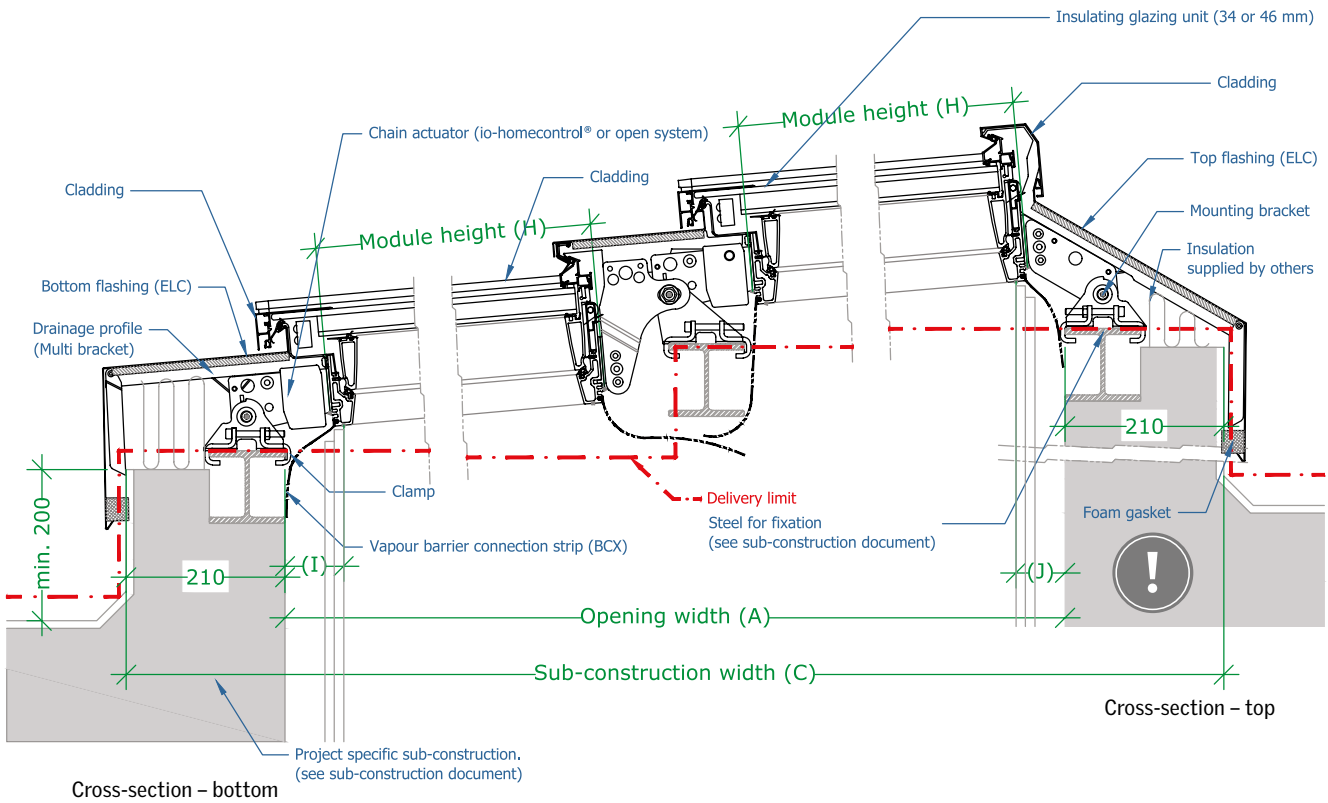 Insulating glazing unit (34 or 46 mm)
Cladding
Module height (H)
Chain actuator (io-homecontrol® or open system)
Top flashing (ELC)
Cladding
Cladding
Mounting bracket
Module height (H)
Insulation
supplied by others
Bottom flashing (ELC)
Drainage profile
(Multi bracket)
210
Clamp
Delivery limit
Foam gasket
Steel for fixation
(see sub-construction document)
min. 200
Vapour barrier connection strip (BCX)
210
(I)
(J)
!
Opening width (A)
Sub-construction width (C)
Cross-section – top
Project specific sub-construction.
(see sub-construction document)
Cross-section – bottom